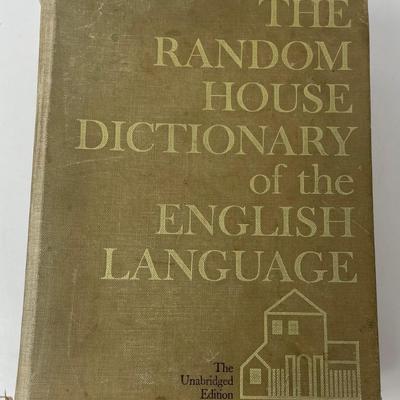 THE
RANDOM
HOUSE
DICTIONARY
of the
ENGLISH
LANGUAGE
The
Unabridged
Edition